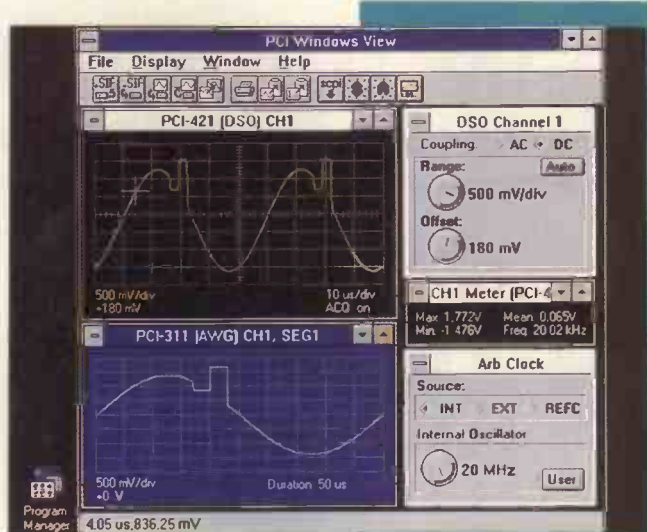 PCI Windows View
File Display Window Help
PCI-421 (DSO) CH1
500 mV/div
-180 mV
10 us/div
ACQ on
PCI-311 (AWG) CH1, SEG1
500 mV/div
+0 V
Duration 50 us
DSO Channel 1
Coupling AC DC
Range: Auto
500 mV/div
Offset:
180 mV
CH1 Meter (PCI-4
Max 1.772V Mean 0.065V
Min -1.476V Freq 20.02 kHz
Arb Clock
Source:
INT EXT REFC
Internal Oscillator
20 MHz User
Program
Manager
4.05 us,836.25 mV